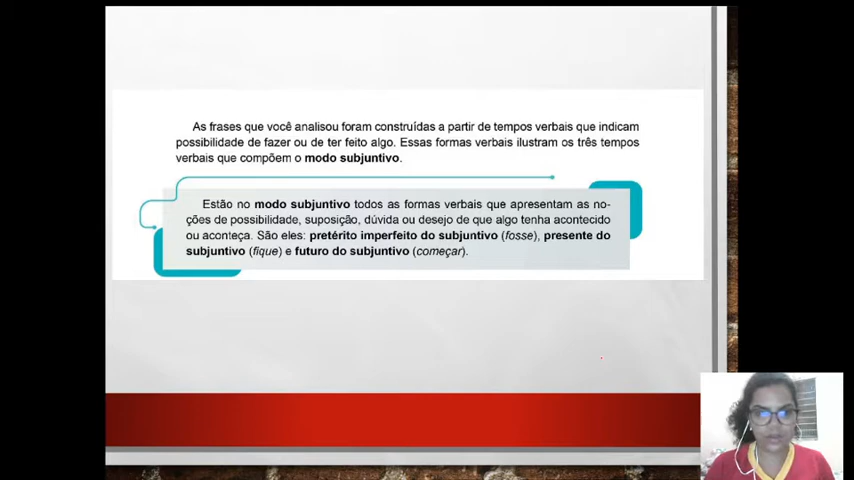 As frases que você analisou foram construídas a partir de tempos verbais que indicam
possibilidade de fazer ou de ter feito algo. Essas formas verbais ilustram os três tempos
verbais que compõem o modo subjuntivo.
Estão no modo subjuntivo todos as formas verbais que apresentam as no-
ções de possibilidade, suposição, dúvida ou desejo de que algo tenha acontecido
ou aconteça. São eles: pretérito imperfeito do subjuntivo (fosse), presente do
subjuntivo (fique) e futuro do subjuntivo (começar).